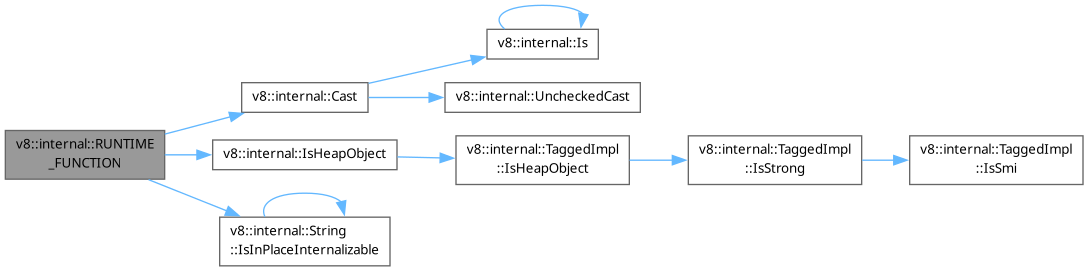 v8::internal::Is
v8::internal::Cast
v8::internal::UncheckedCast
v8::internal::RUNTIME
_FUNCTION
v8::internal::IsHeapObject
v8::internal::TaggedImpl
::IsHeapObject
v8::internal::TaggedImpl
::IsStrong
v8::internal::TaggedImpl
::IsSmi
v8::internal::String
::IsInPlaceInternalizable